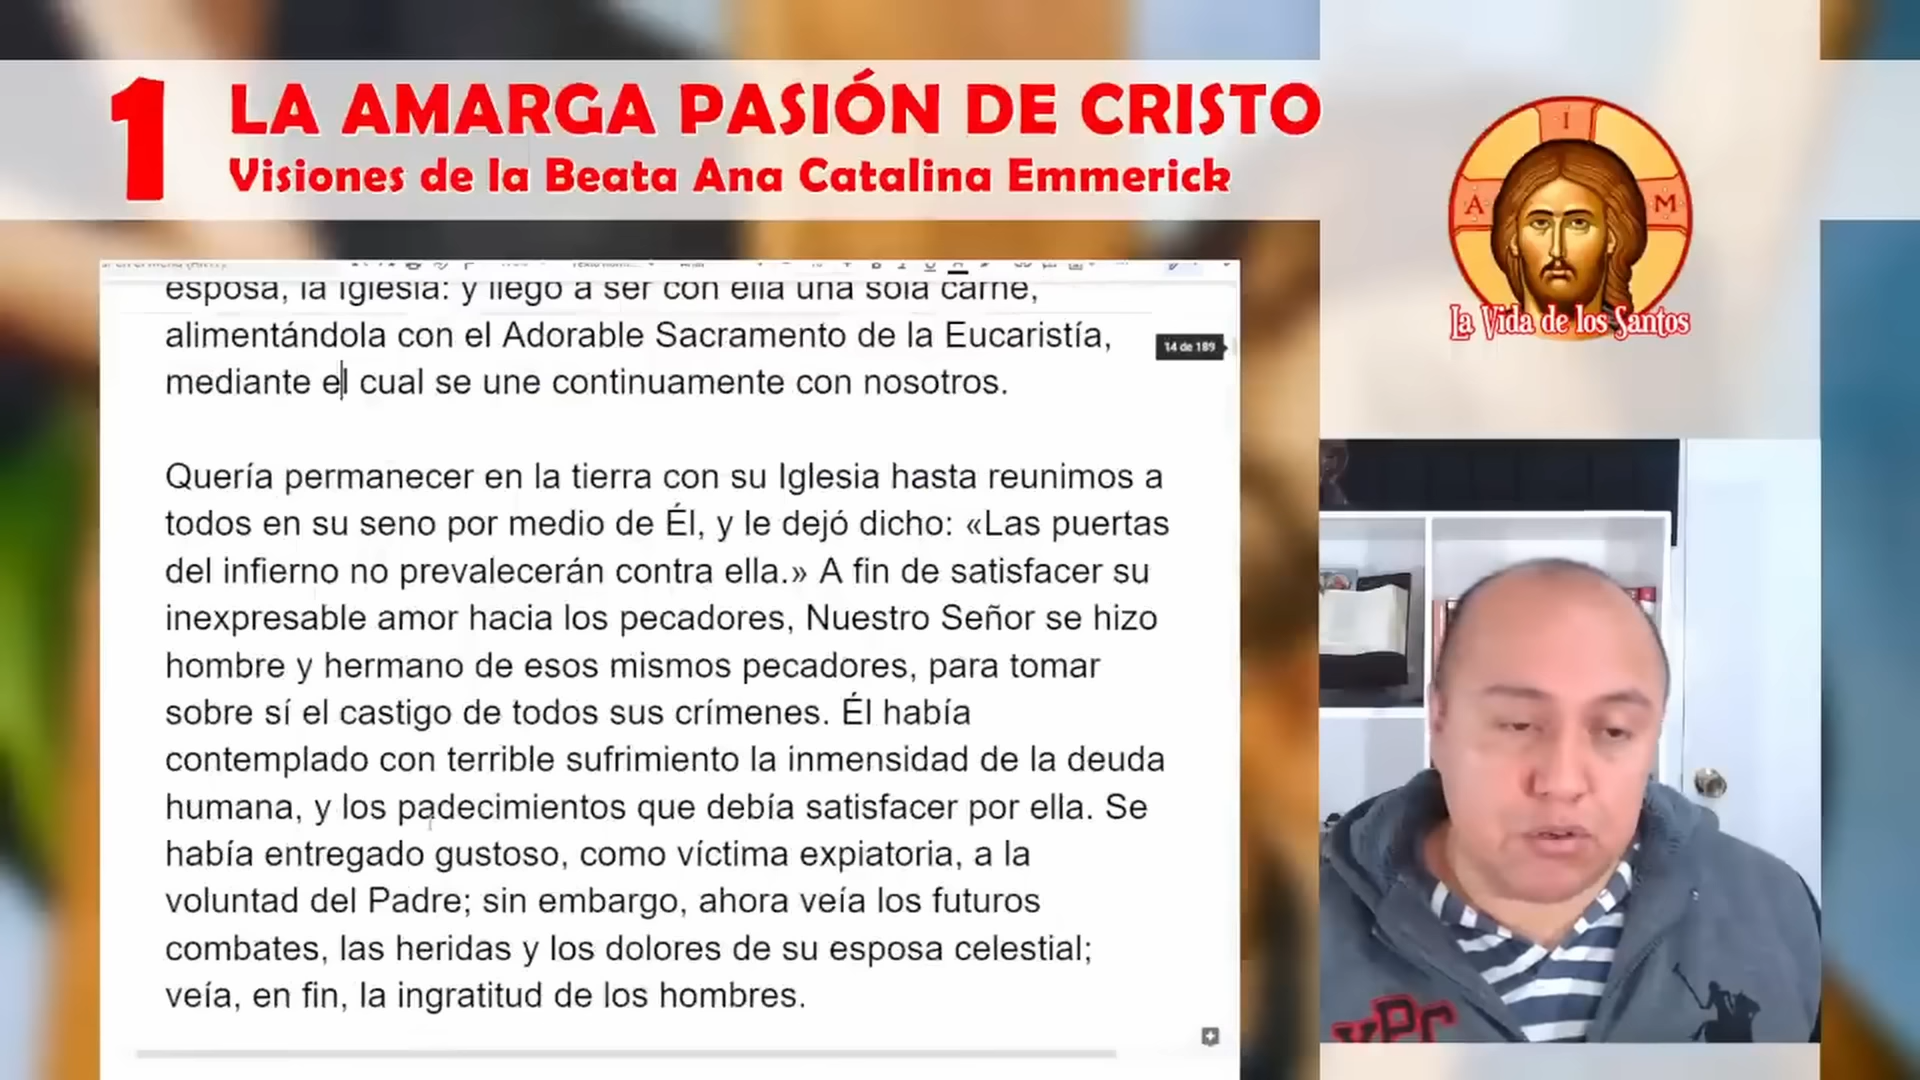 1
LA AMARGA PASIÓN DE CRISTO
Visiones de la Beata Ana Catalina Emmerick
I
A
M
La Vida de los Santos
esposa, la Iglesia: y llegó a ser con ella una sola carne,
alimentándola con el Adorable Sacramento de la Eucaristía,
mediante el cual se une continuamente con nosotros.
14 de 189
Quería permanecer en la tierra con su Iglesia hasta reunimos a
todos en su seno por medio de Él, y le dejó dicho: «Las puertas
del infierno no prevalecerán contra ella.» A fin de satisfacer su
inexpresable amor hacia los pecadores, Nuestro Señor se hizo
hombre y hermano de esos mismos pecadores, para tomar
sobre sí el castigo de todos sus crímenes. Él había
contemplado con terrible sufrimiento la inmensidad de la deuda
humana, y los padecimientos que debía satisfacer por ella. Se
había entregado gustoso, como víctima expiatoria, a la
voluntad del Padre; sin embargo, ahora veía los futuros
combates, las heridas y los dolores de su esposa celestial;
veía, en fin, la ingratitud de los hombres.